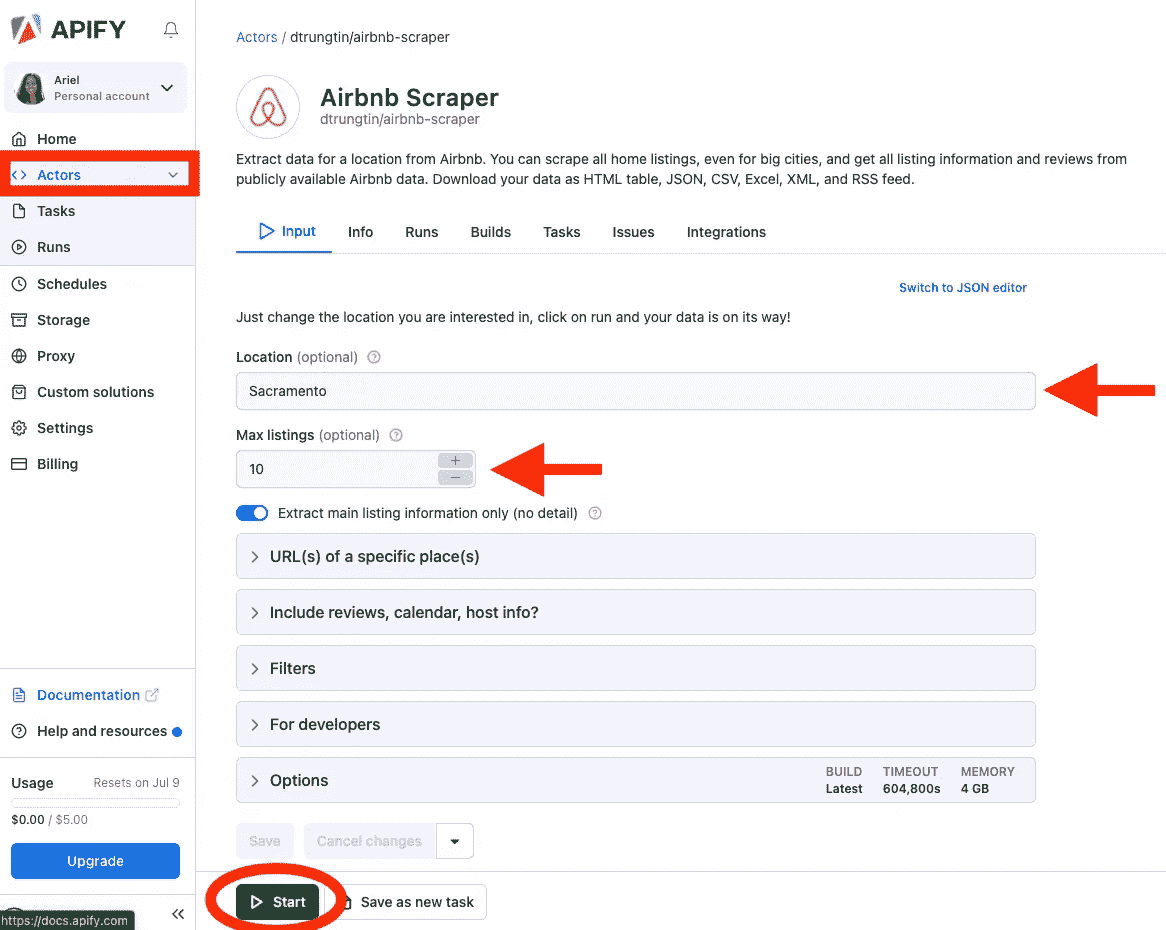 APIFY
Ariel
Personal account
Home
Actors
Tasks
Runs
Schedules
Storage
Proxy
Custom solutions
Settings
Billing
Documentation
Help and resources
Usage Resets on Jul 9
$0.00 / $5.00
Upgrade
https://docs.apify.com
Actors / dtrungtin/airbnb-scraper
Airbnb Scraper
dtrungtin/airbnb-scraper
Extract data for a location from Airbnb. You can scrape all home listings, even for big cities, and get all listing information and reviews from
publicly available Airbnb data. Download your data as HTML table, JSON, CSV, Excel, XML, and RSS feed.
Input Info Runs Builds Tasks Issues Integrations
Switch to JSON editor
Just change the location you are interested in, click on run and your data is on its way!
Location (optional)
Sacramento
Max listings (optional)
10
Extract main listing information only (no detail)
URL(s) of a specific place(s)
Include reviews, calendar, host info?
Filters
For developers
Options
BUILD TIMEOUT MEMORY
Latest 604,800s 4 GB
Save Cancel changes
Start Save as new task